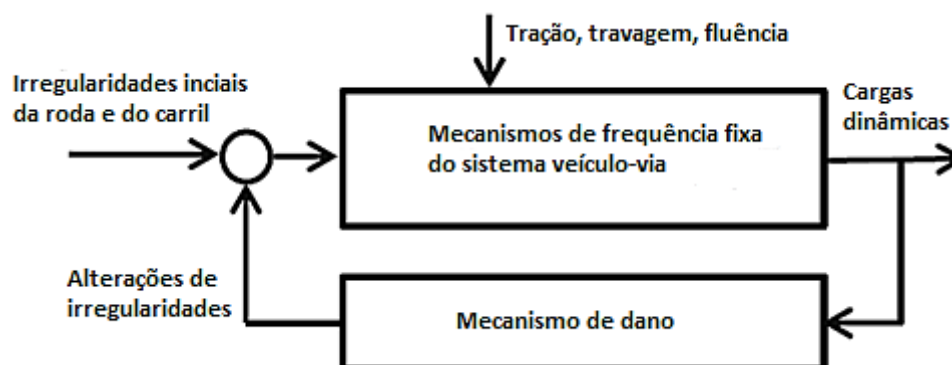 Tração, travagem, fluência
Irregularidades inciais
da roda e do carril
Cargas
dinâmicas
Mecanismos de frequência fixa
do sistema veículo-via
Alterações de
irregularidades
Mecanismo de dano